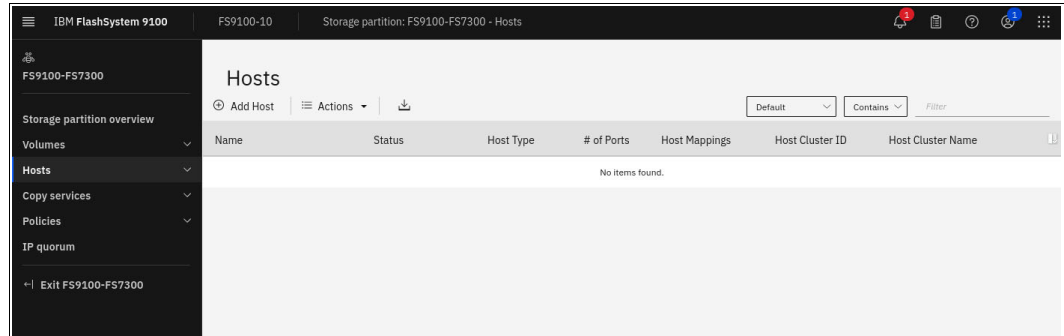 IBM FlashSystem 9100
FS9100-10
Storage partition: FS9100-FS7300 - Hosts
1
1
FS9100-FS7300
Storage partition overview
Volumes
Hosts
Copy services
Policies
IP quorum
Exit FS9100-FS7300
Hosts
Add Host
Actions
Default
Contains
Filter
Name Status Host Type # of Ports Host Mappings Host Cluster ID Host Cluster Name
No items found.